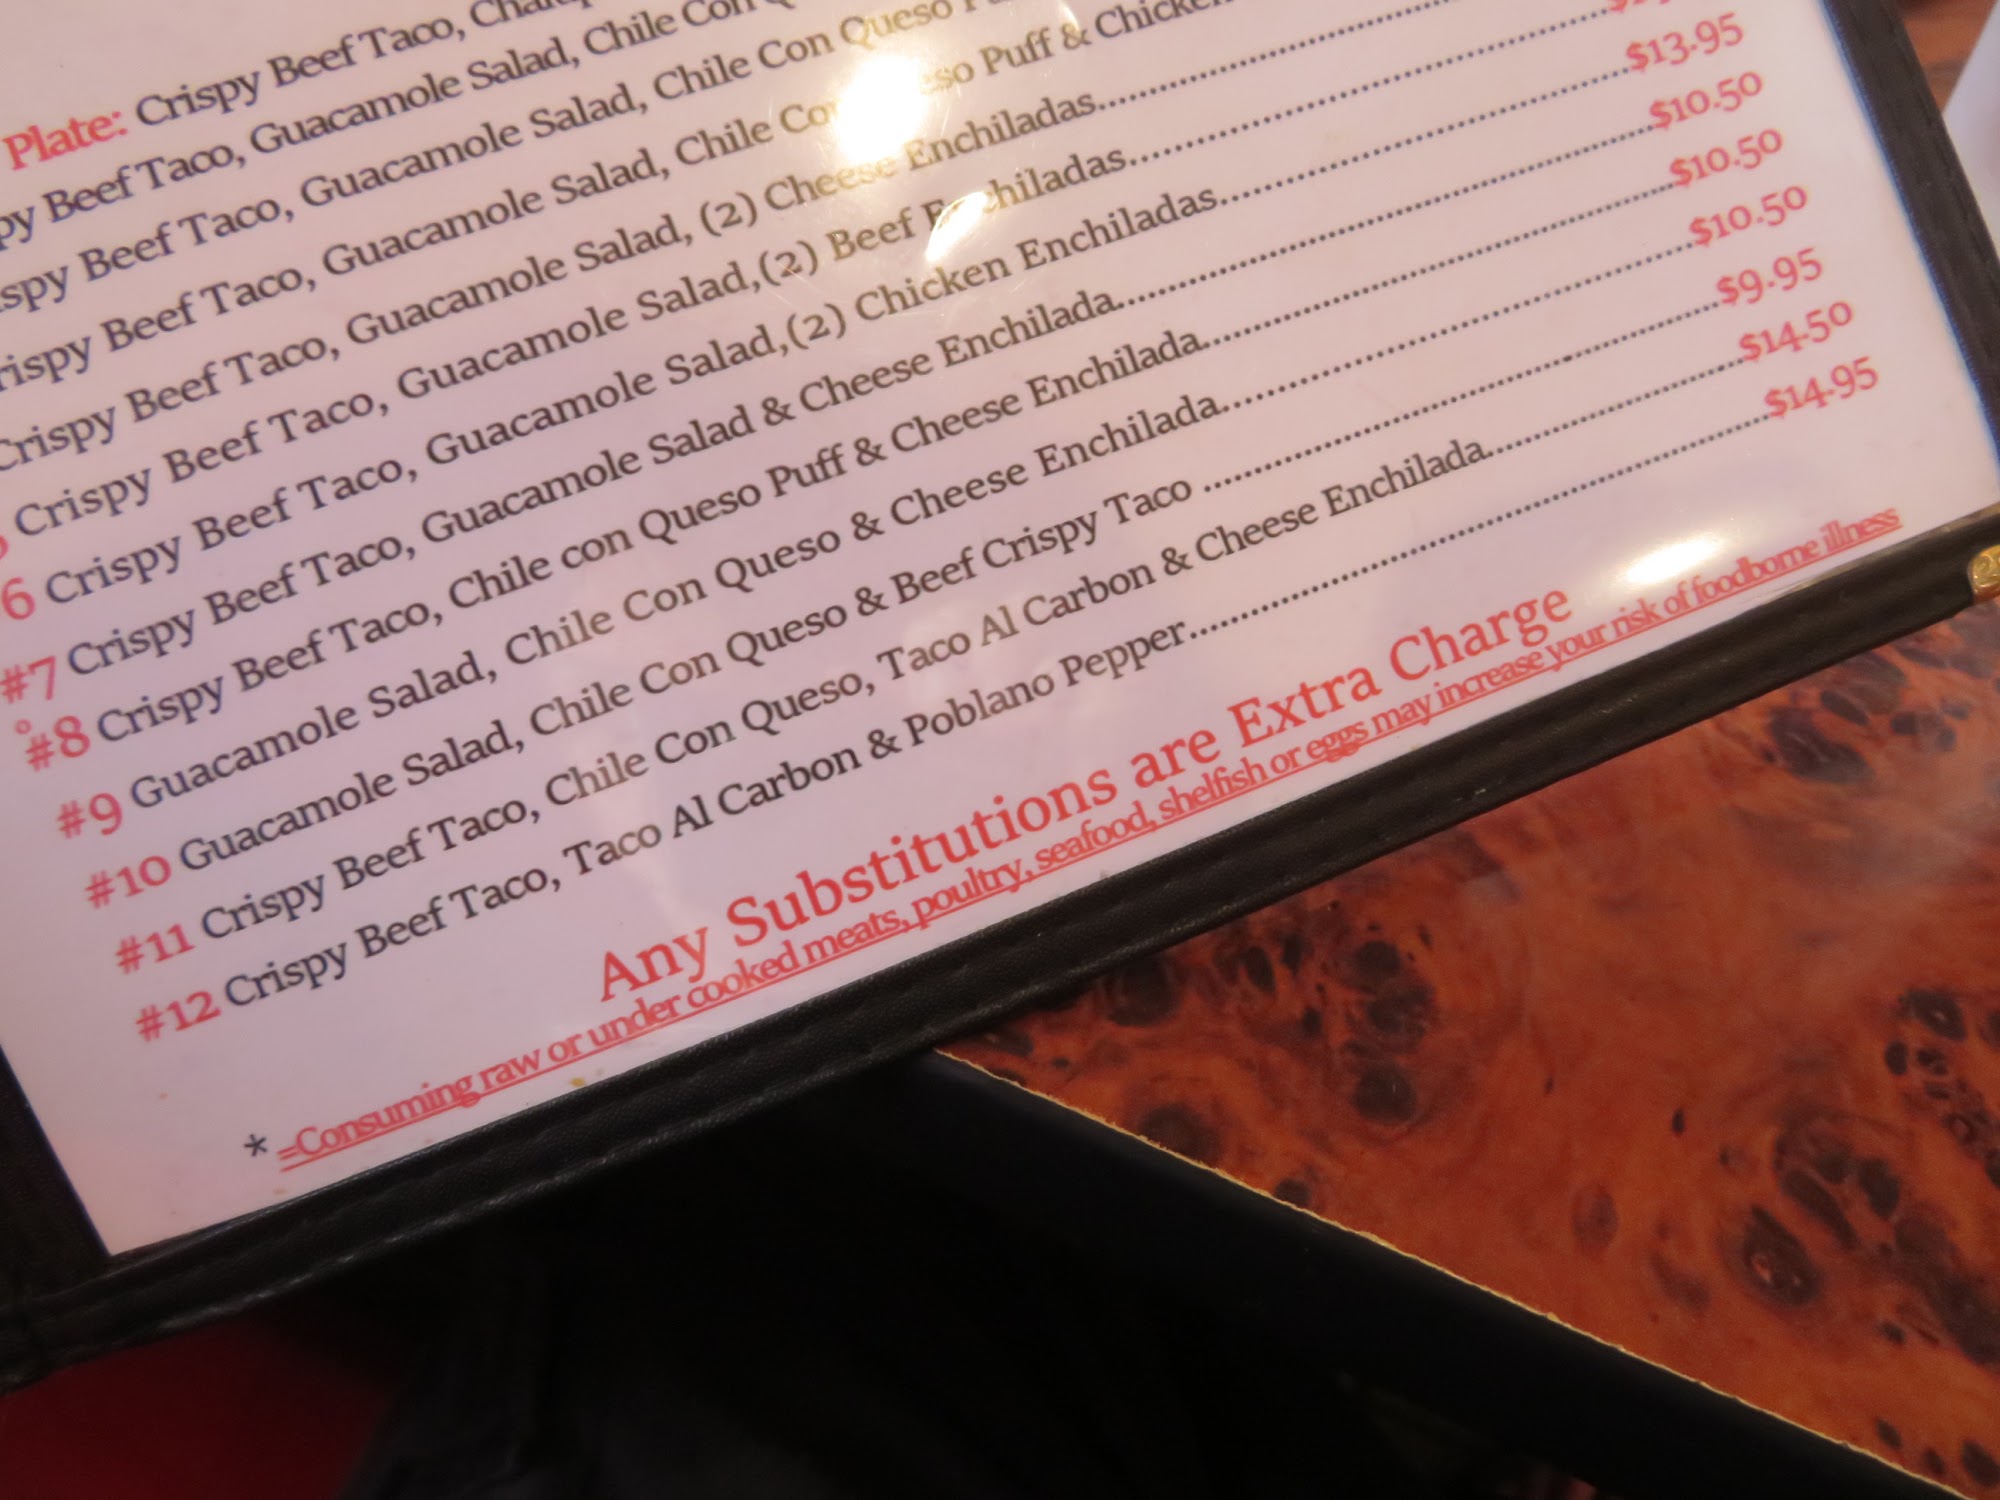 Plate: Crispy Beef Taco,
Beef Taco, Guacamole Salad, Chile Con
Beef Taco, Guacamole Salad, Chile Con Queso
Beef Taco, Guacamole Salad, Chile Con Queso Puff & Chicken
Crispy Beef Taco, Guacamole Salad, (2) Cheese Enchiladas
Crispy Beef Taco, Guacamole Salad,(2) Beef Enchiladas
6 Crispy Beef Taco, Guacamole Salad,(2) Chicken Enchiladas $13.95
#7 Crispy Beef Taco, Guacamole Salad & Cheese Enchilada $10.50
#8 Crispy Beef Taco, Chile con Queso Puff & Cheese Enchilada $10.50
#9 Guacamole Salad, Chile Con Queso & Cheese Enchilada $10.50
#10 Guacamole Salad, Chile Con Queso & Beef Crispy Taco $9.95
#11 Crispy Beef Taco, Chile Con Queso, Taco Al Carbon & Cheese Enchilada $14.50
#12 Crispy Beef Taco, Taco Al Carbon & Poblano Pepper $14.95
Any Substitutions are Extra Charge
* =Consuming raw or under cooked meats, poultry, seafood, shelfish or eggs may increase your risk of foodborne illness